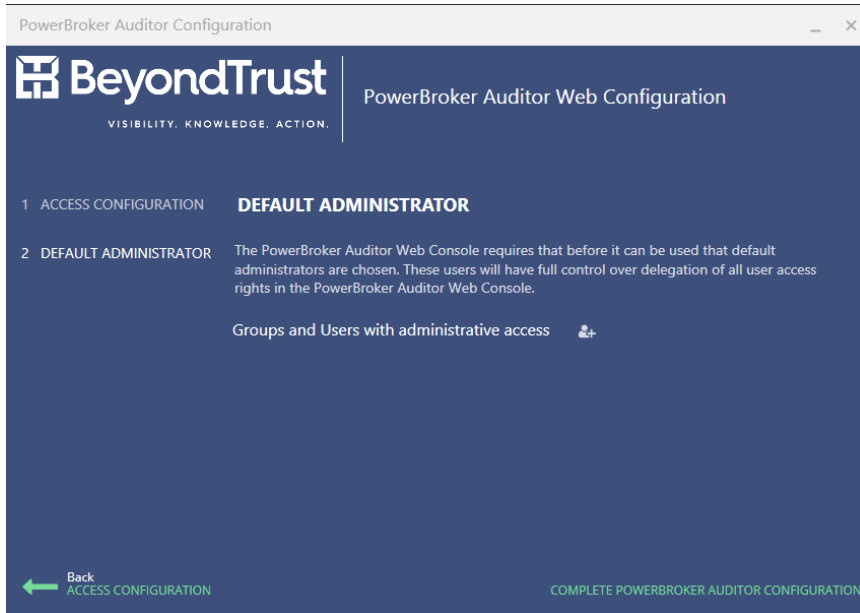 PowerBroker Auditor Configuration
BeyondTrust
VISIBILITY. KNOWLEDGE. ACTION.
PowerBroker Auditor Web Configuration
1 ACCESS CONFIGURATION
2 DEFAULT ADMINISTRATOR
DEFAULT ADMINISTRATOR
The PowerBroker Auditor Web Console requires that before it can be used that default
administrators are chosen. These users will have full control over delegation of all user access
rights in the PowerBroker Auditor Web Console.
Groups and Users with administrative access
Back
ACCESS CONFIGURATION
COMPLETE POWERBROKER AUDITOR CONFIGURATION